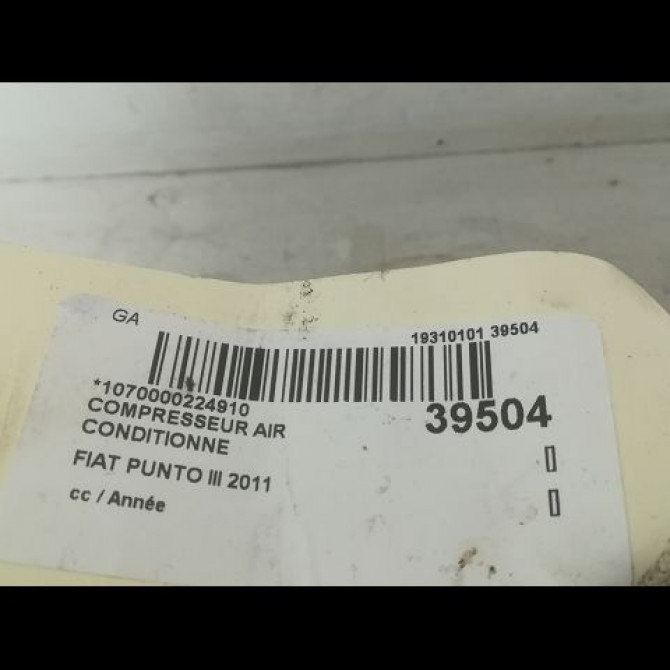 GA
19310101 39504
*1070000224910
39504
COMPRESSEUR AIR
CONDITIONNE
FIAT PUNTO III 2011
cc / Année